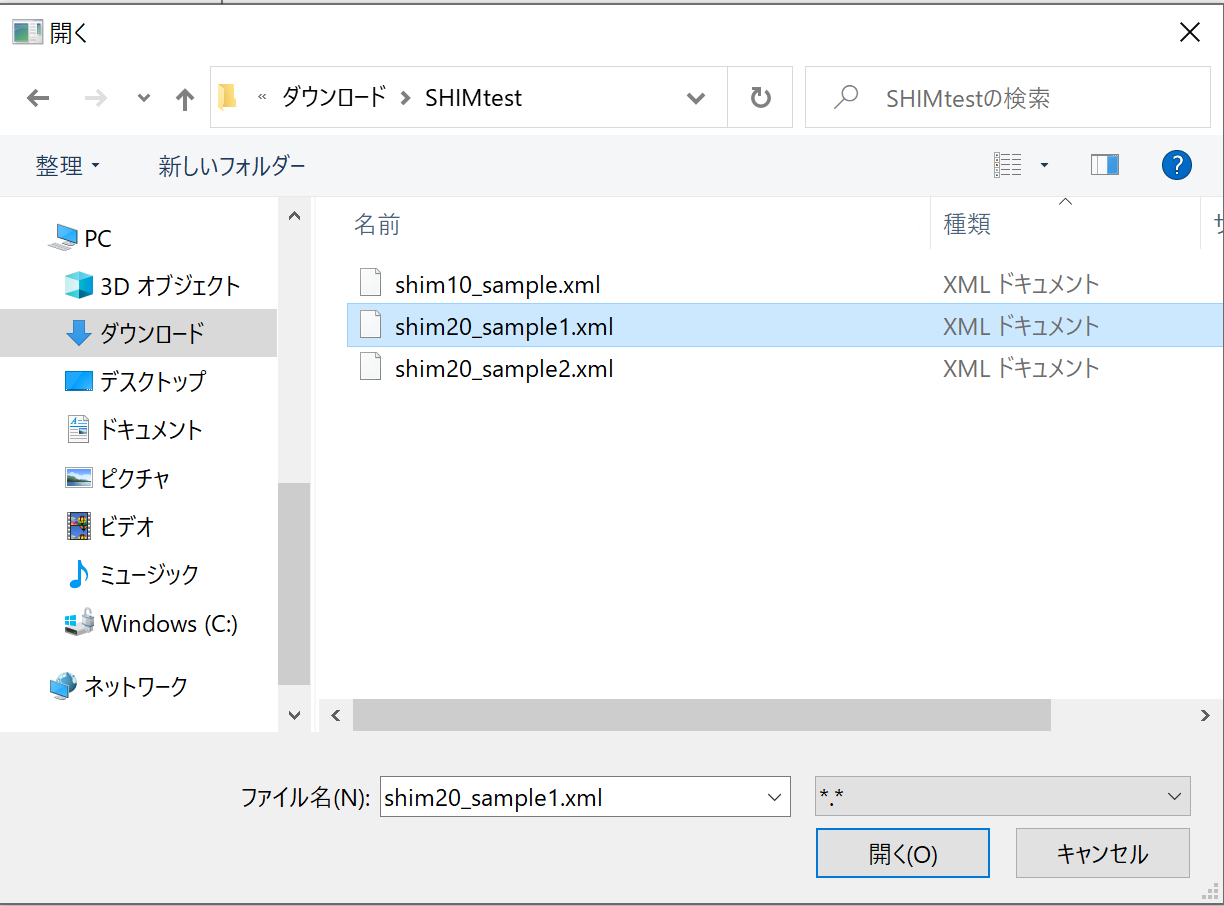 開く
« ダウンロード > SHIMtest
SHIMtestの検索
整理
新しいフォルダー
?
PC
3D オブジェクト
ダウンロード
デスクトップ
ドキュメント
ピクチャ
ビデオ
ミュージック
Windows (C:)
ネットワーク
名前 種類
shim10_sample.xml XML ドキュメント
shim20_sample1.xml XML ドキュメント
shim20_sample2.xml XML ドキュメント
ファイル名(N): shim20_sample1.xml
*.*
開く(O)
キャンセル